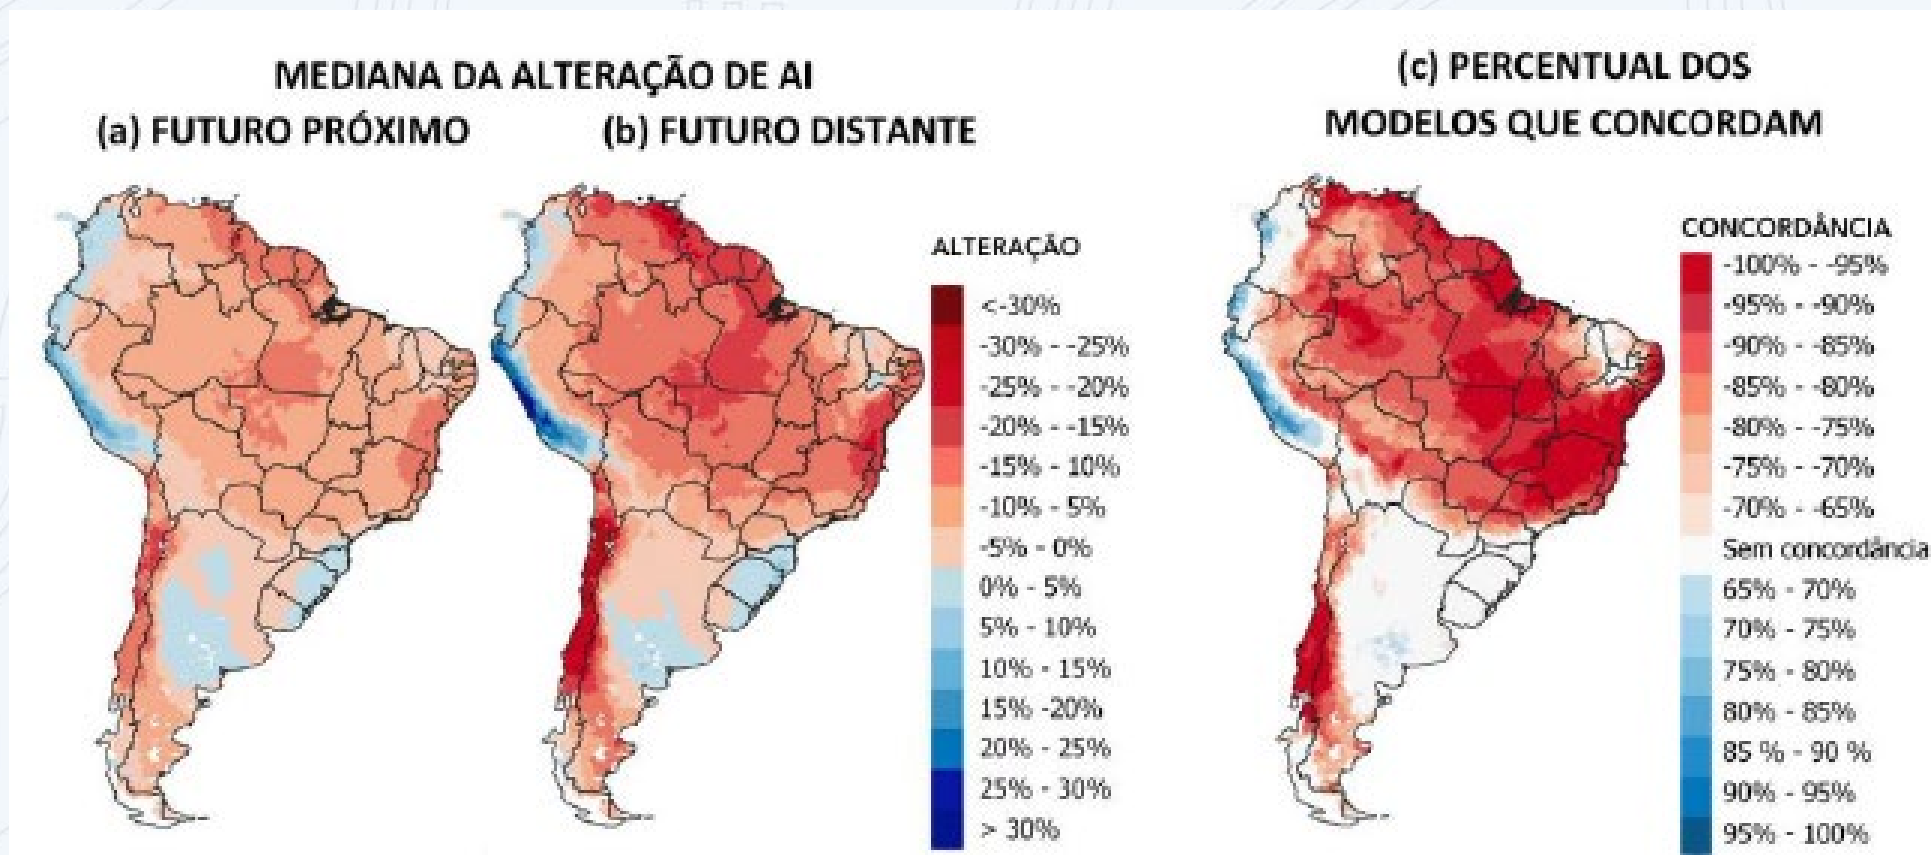 MEDIANA DA ALTERAÇÃO DE AI
(a) FUTURO PRÓXIMO
(b) FUTURO DISTANTE
ALTERAÇÃO
<-30%
-30% - -25%
-25% - -20%
-20% - -15%
-15% - 10%
-10% - 5%
-5% - 0%
0% - 5%
5% - 10%
10% - 15%
15% -20%
20% - 25%
25% - 30%
> 30%
(c) PERCENTUAL DOS
MODELOS QUE CONCORDAM
CONCORDÂNCIA
-100% - -95%
-95% - -90%
-90% - -85%
-85% - -80%
-80% - -75%
-75% - -70%
-70% - -65%
Sem concordância
65% - 70%
70% - 75%
75% - 80%
80% - 85%
85 % - 90 %
90% - 95%
95% - 100%